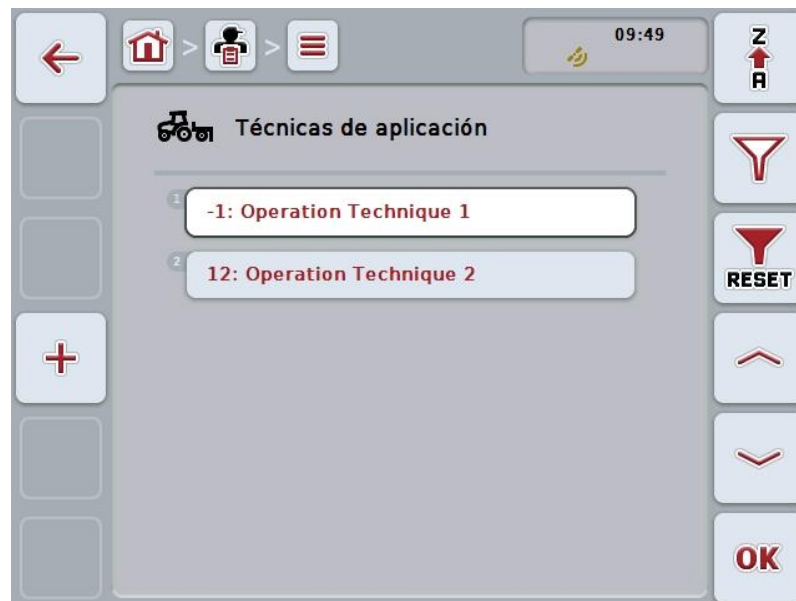 09:49
Z
A
Técnicas de aplicación
1
-1: Operation Technique 1
2
12: Operation Technique 2
RESET
OK